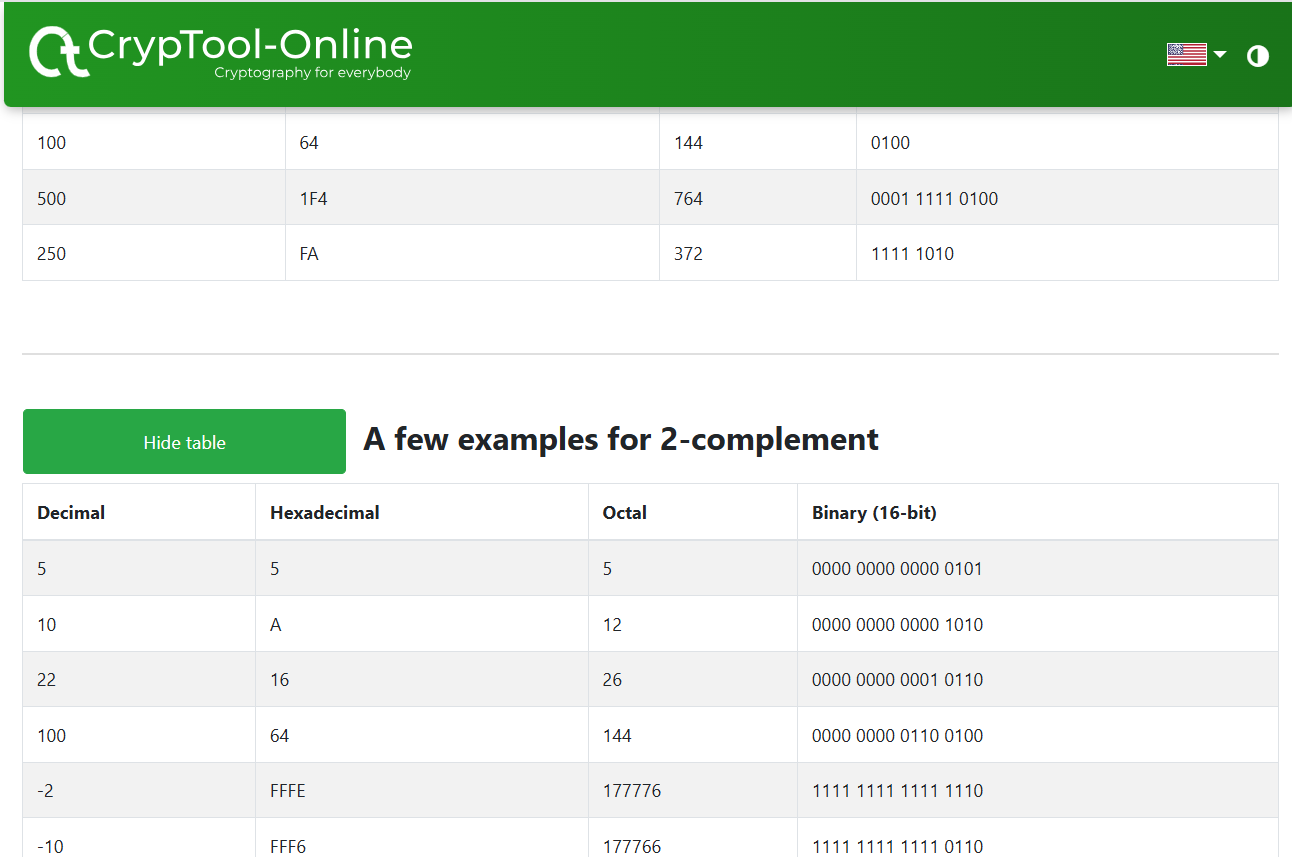 CrypTool-Online
Cryptography for everybody
100 64 144 0100
500 1F4 764 0001 1111 0100
250 FA 372 1111 1010
Hide table A few examples for 2-complement
Decimal Hexadecimal Octal Binary (16-bit)
5 5 5 0000 0000 0000 0101
10 A 12 0000 0000 0000 1010
22 16 26 0000 0000 0001 0110
100 64 144 0000 0000 0110 0100
-2 FFFE 177776 1111 1111 1111 1110
-10 FFF6 177766 1111 1111 1111 0110